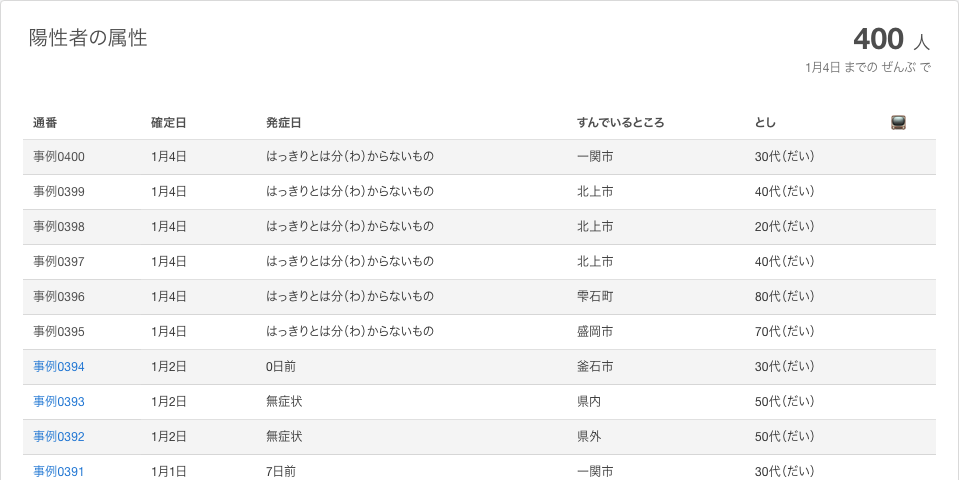 陽性者の属性
400 人
1月4日 までの ぜんぶ で
通番 確定日 発症日 すんでいるところ とし
事例0400 1月4日 はっきりとは分(わ)からないもの 一関市 30代(だい)
事例0399 1月4日 はっきりとは分(わ)からないもの 北上市 40代(だい)
事例0398 1月4日 はっきりとは分(わ)からないもの 北上市 20代(だい)
事例0397 1月4日 はっきりとは分(わ)からないもの 北上市 40代(だい)
事例0396 1月4日 はっきりとは分(わ)からないもの 雫石町 80代(だい)
事例0395 1月4日 はっきりとは分(わ)からないもの 盛岡市 70代(だい)
事例0394 1月2日 0日前 釜石市 30代(だい)
事例0393 1月2日 無症状 県内 50代(だい)
事例0392 1月2日 無症状 県外 50代(だい)
事例0391 1月1日 7日前 一関市 30代(だい)